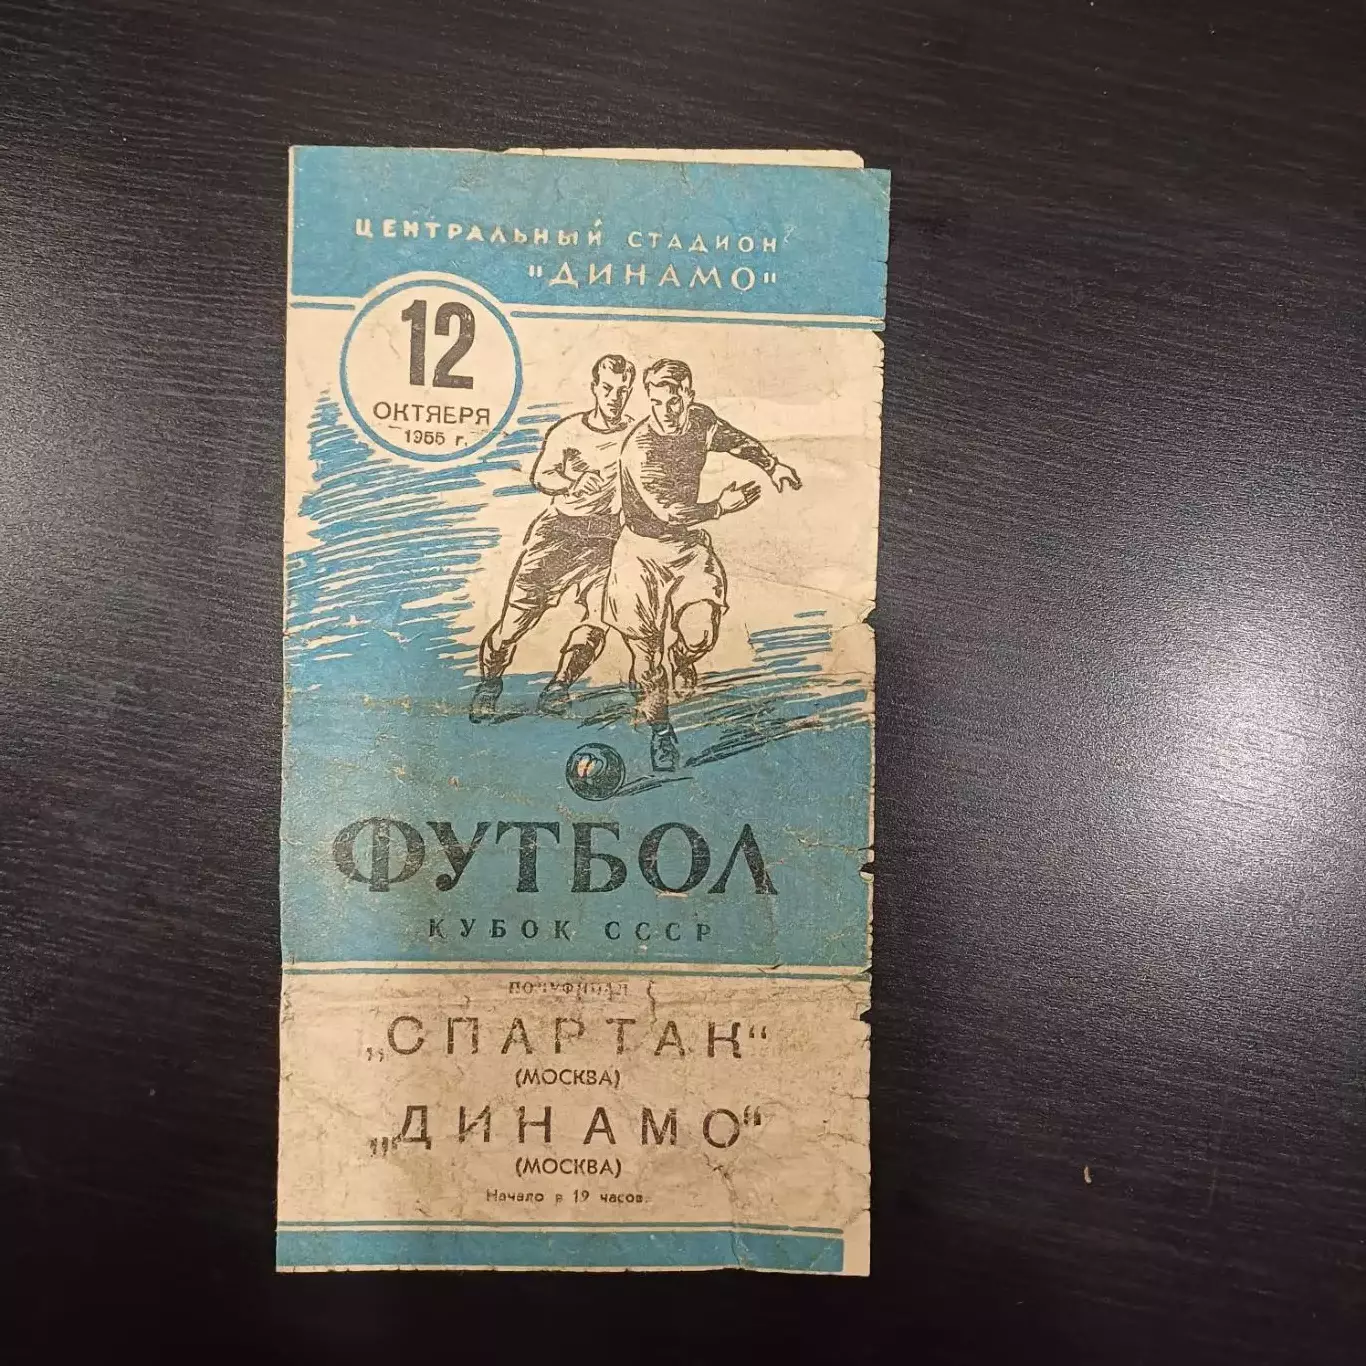 ЦЕНТРАЛЬНЫЙ СТАДИОН
"ДИНАМО"
12
ОКТЯБРЯ
1955 г.
ФУТБОЛ
КУБОК СССР
ПОЛУФИНАЛ
„СПАРТАК"
(МОСКВА)
„ДИНАМО"
(МОСКВА)
Начало в 19 часов.